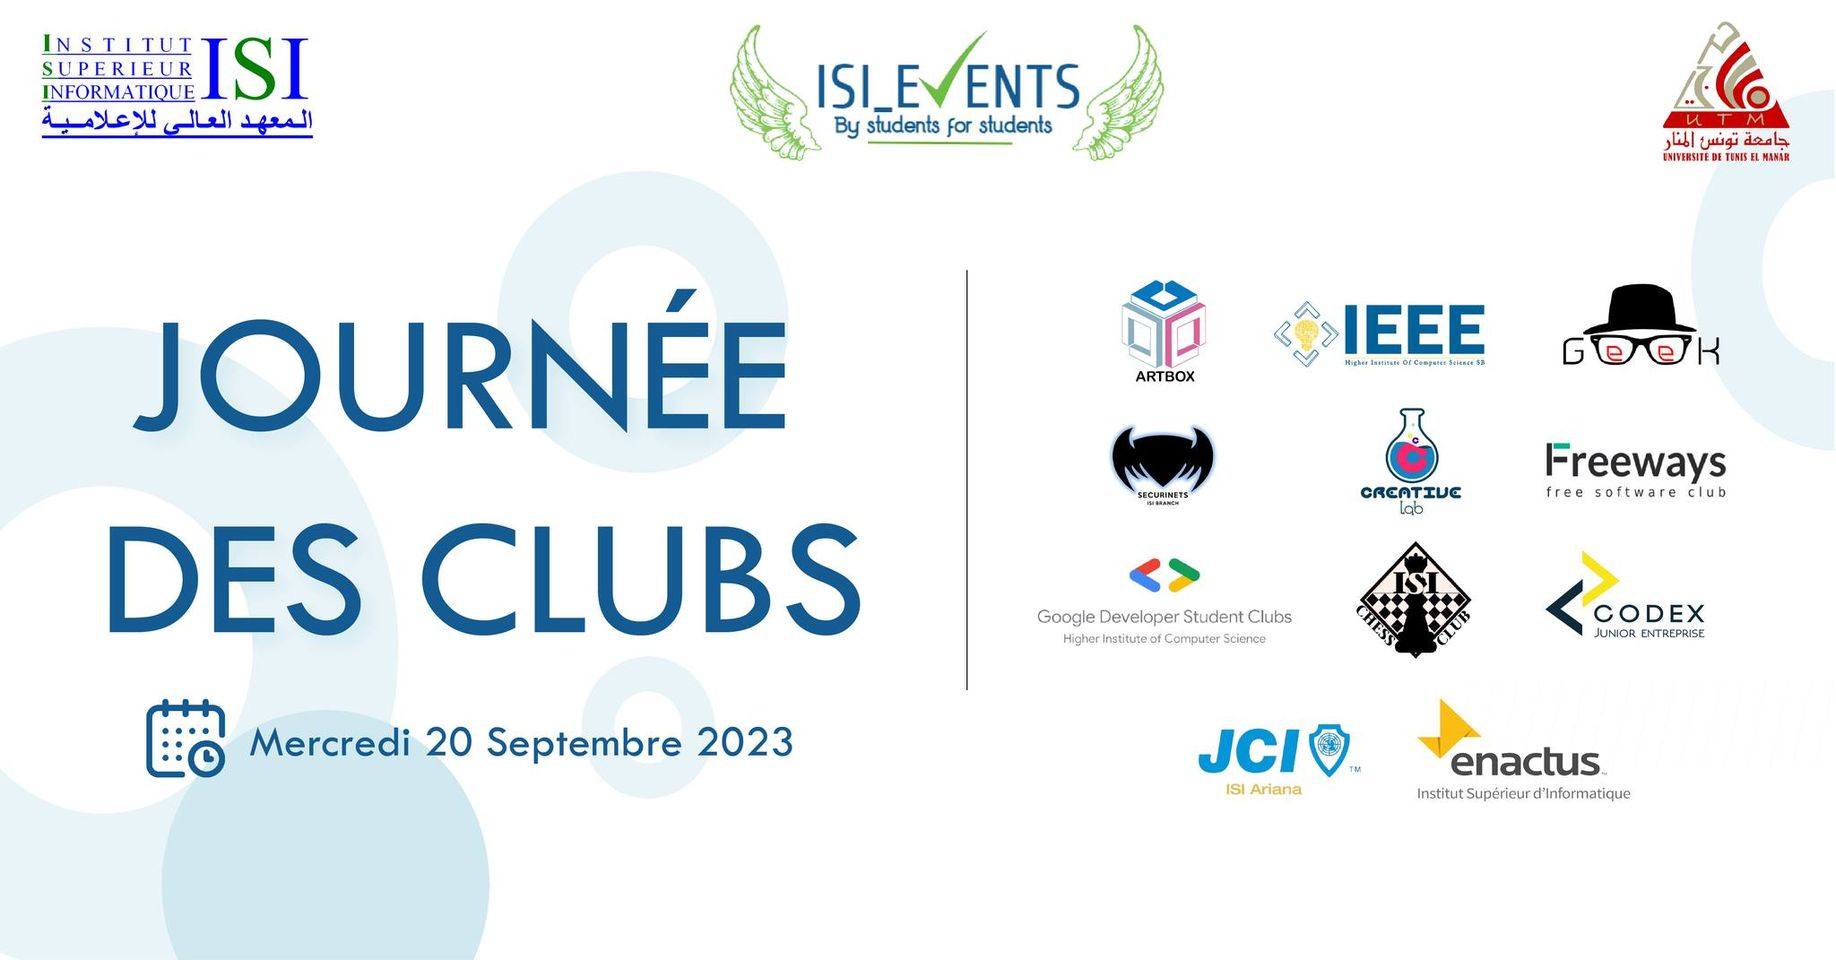 INSTITUT
SUPERIEUR
INFORMATIQUE
ISI
المعهد العالي للإعلامية
ISI_EVENTS
By students for students
UTM
جامعة تونس المنار
UNIVERSITÉ DE TUNIS EL MANAR
JOURNÉE
DES CLUBS
Mercredi 20 Septembre 2023
ARTBOX
IEEE
Higher Institute Of Computer Science SB
GeeK
SECURINETS
ISI BRANCH
CREATIVE
lab
Freeways
free software club
Google Developer Student Clubs
Higher Institute of Computer Science
ISI
CHESS CLUB
CODEX
JUNIOR ENTREPRISE
JCI TM
ISI Ariana
enactus
Institut Supérieur d'Informatique